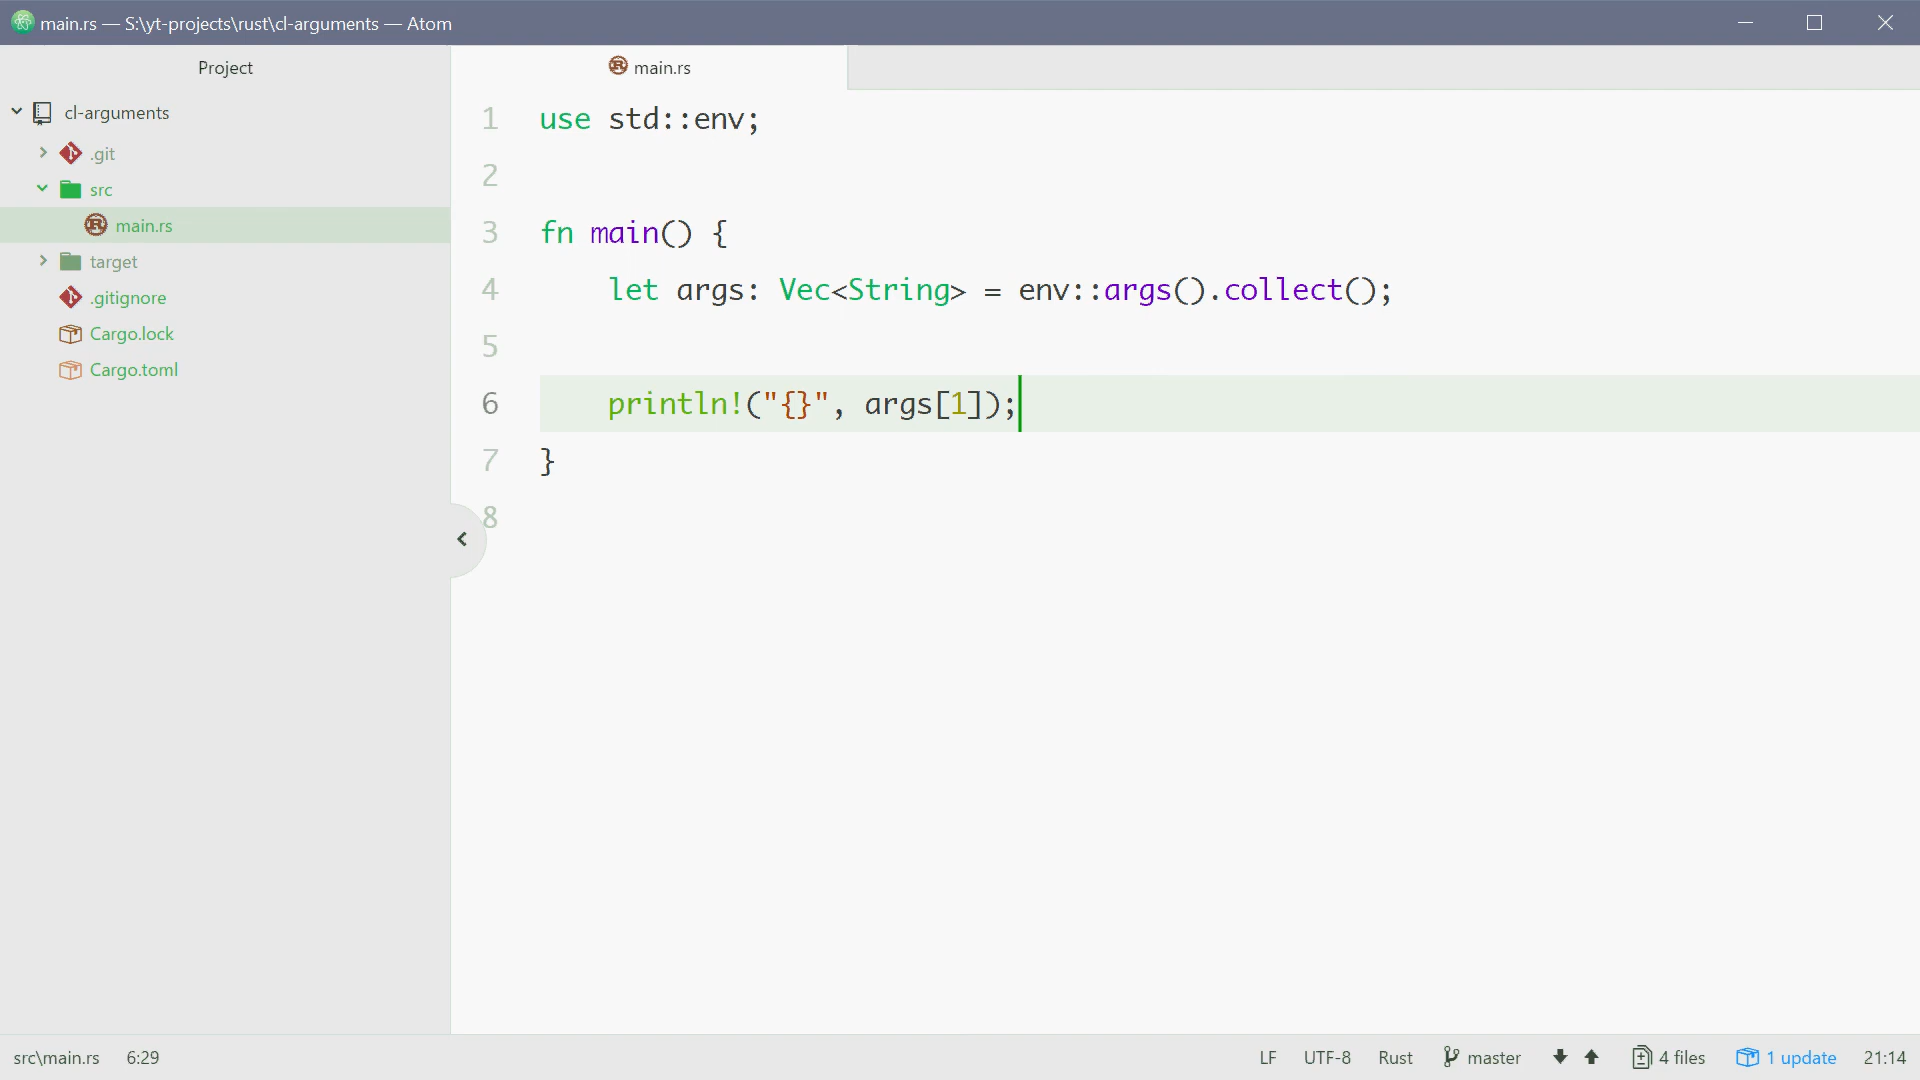 main.rs — S:\yt-projects\rust\cl-arguments — Atom
Project
cl-arguments
.git
src
main.rs
target
.gitignore
Cargo.lock
Cargo.toml
main.rs
1 use std::env;
2
3 fn main() {
4     let args: Vec<String> = env::args().collect();
5
6     println!("{}", args[1]);
7 }
8
src\main.rs 6:29 LF UTF-8 Rust master 4 files 1 update 21:14